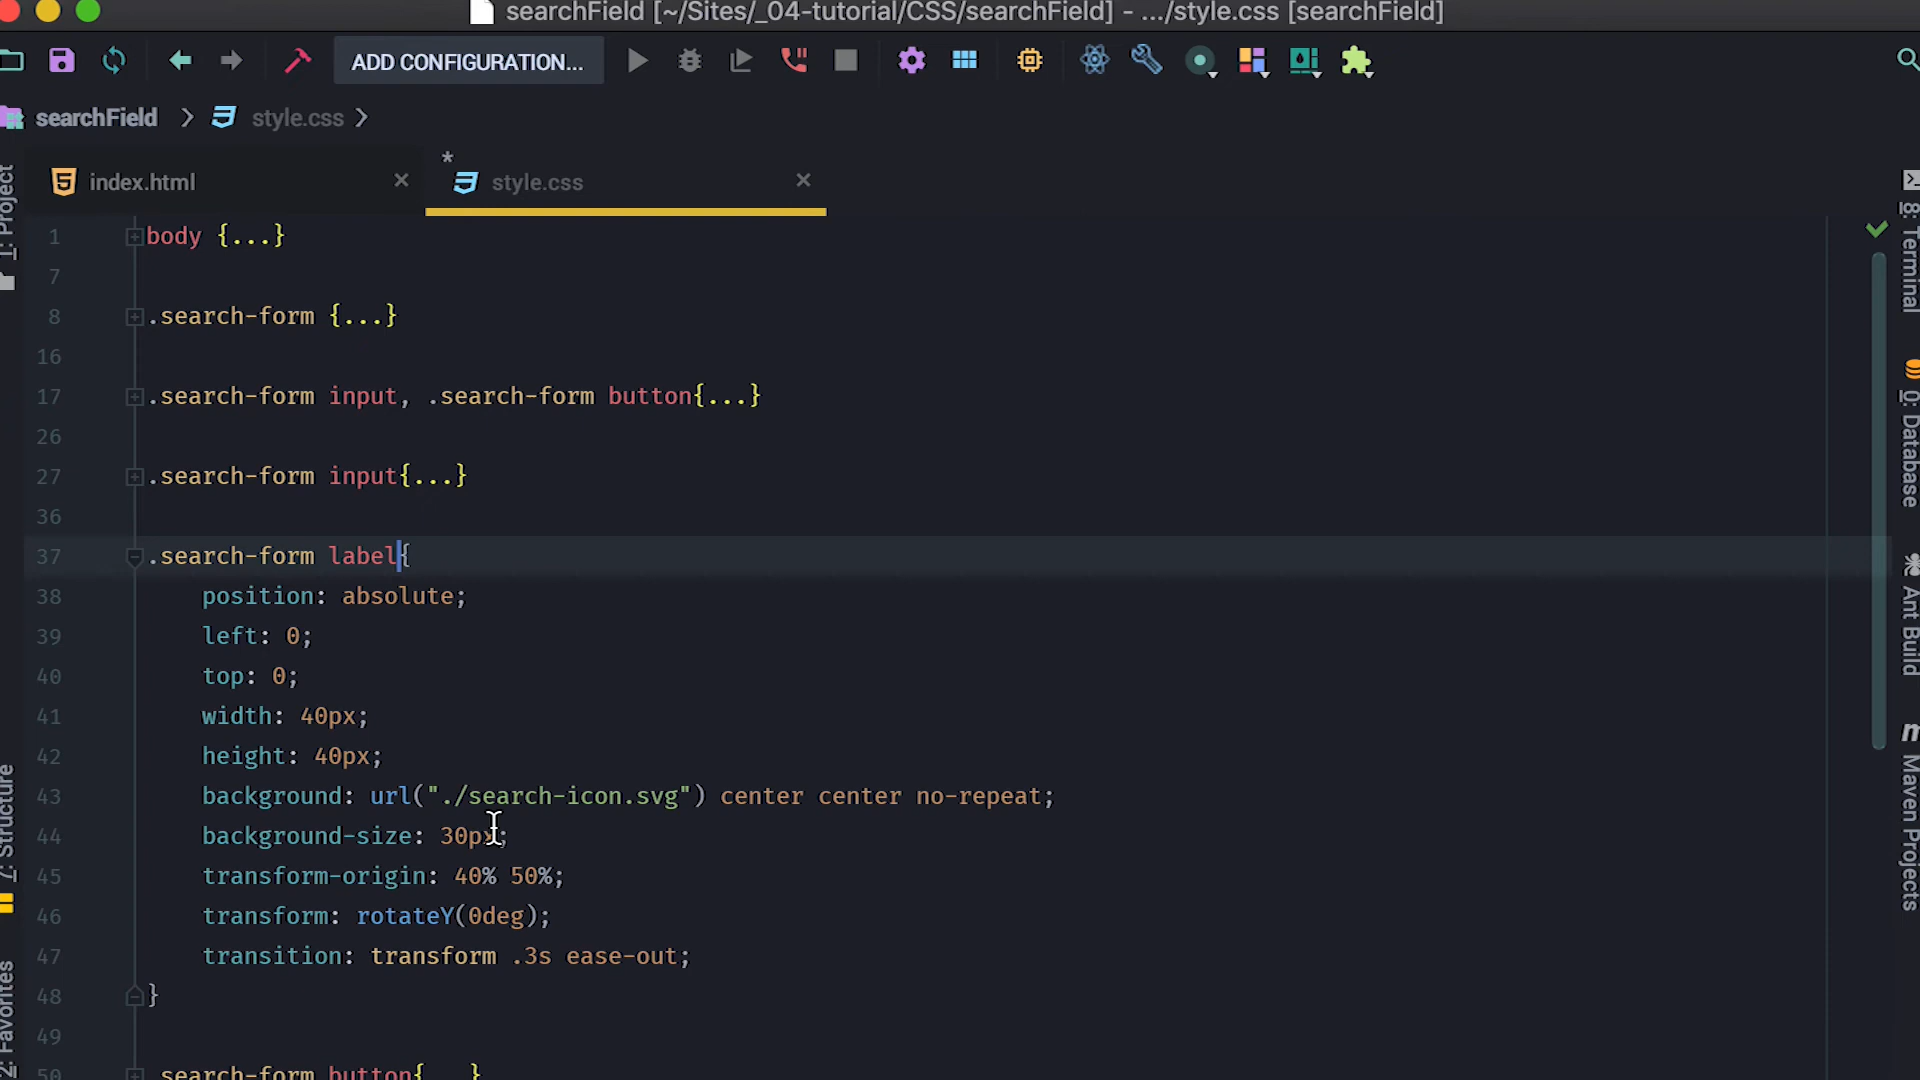 searchField [~/Sites/_04-tutorial/CSS/searchField] - .../style.css [searchField]
ADD CONFIGURATION...
searchField > style.css >
index.html × * style.css ×
1 body {...}
7
8 .search-form {...}
16
17 .search-form input, .search-form button{...}
26
27 .search-form input{...}
36
37 .search-form label{
38 position: absolute;
39 left: 0;
40 top: 0;
41 width: 40px;
42 height: 40px;
43 background: url("./search-icon.svg") center center no-repeat;
44 background-size: 30px;
45 transform-origin: 40% 50%;
46 transform: rotateY(0deg);
47 transition: transform .3s ease-out;
48 }
49
50 .search-form button{...}
1: Project
7: Structure
2: Favorites
8: Terminal
0: Database
Ant Build
m
Maven Projects